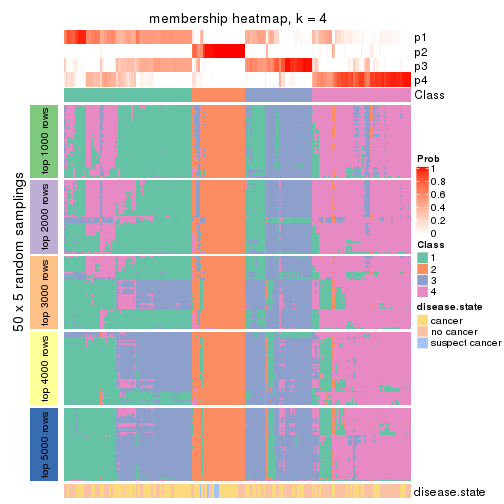 membership heatmap, k = 4
p1
p2
p3
p4
Class
50 x 5 random samplings
top 1000 rows
top 2000 rows
top 3000 rows
top 4000 rows
top 5000 rows
Prob
1
0.8
0.6
0.4
0.2
0
Class
1
2
3
4
disease.state
cancer
no cancer
suspect cancer
disease.state